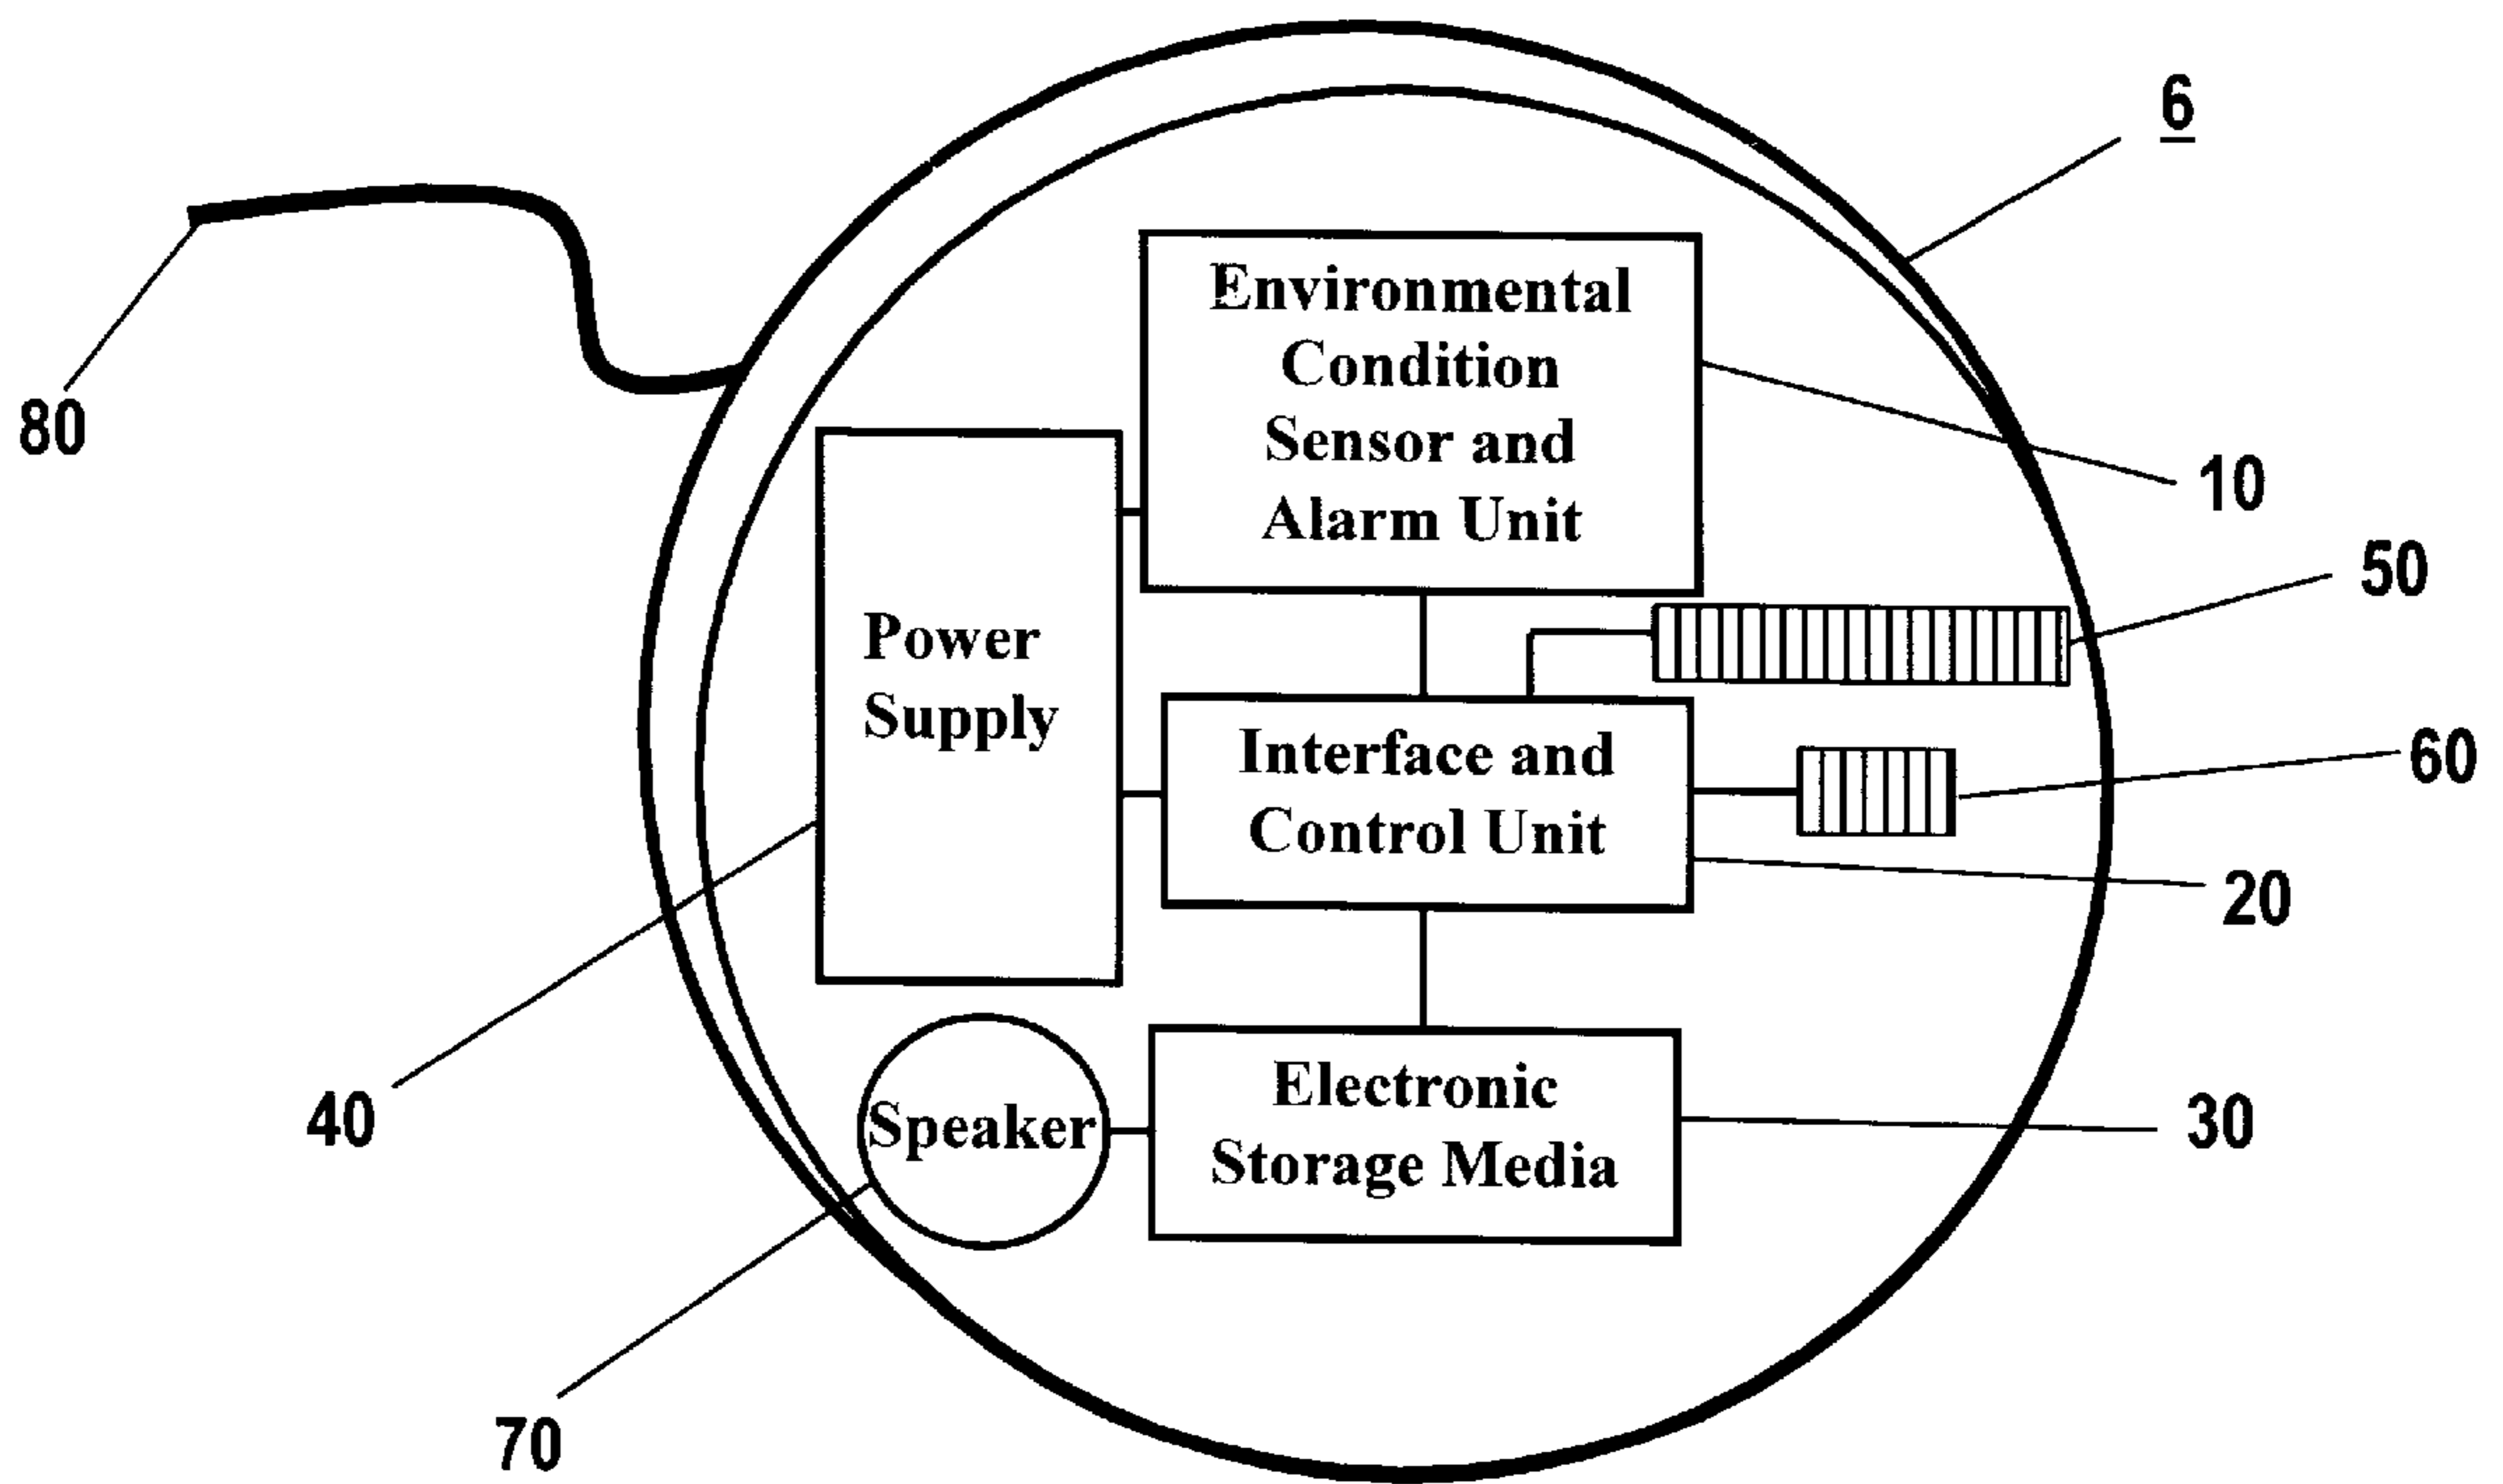 6
Environmental
Condition
Sensor and
Alarm Unit
80
10
50
Power
Supply
Interface and
Control Unit
60
20
40
Speaker
Electronic
Storage Media
30
70